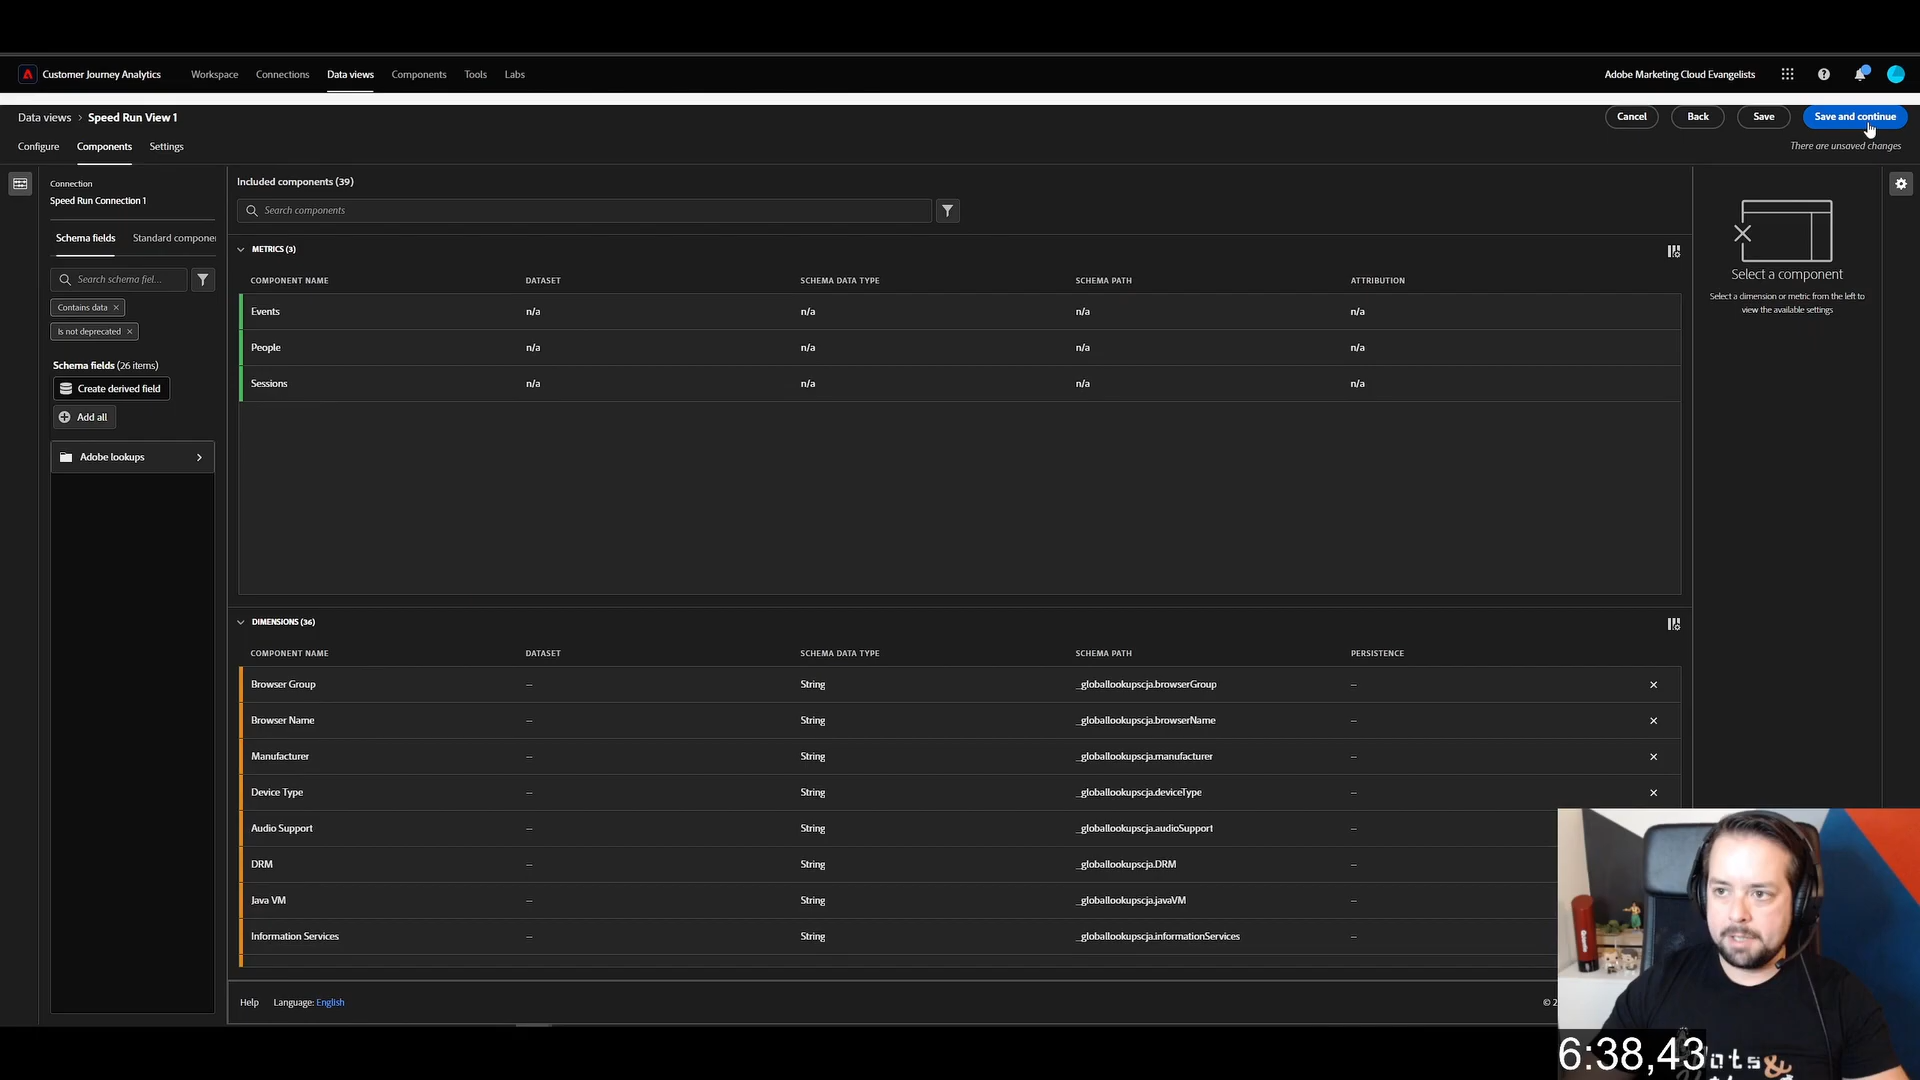 Customer Journey Analytics Workspace Connections Data views Components Tools Labs Adobe Marketing Cloud Evangelists
Data views > Speed Run View 1 Cancel Back Save Save and continue
There are unsaved changes
Configure Components Settings
Connection
Speed Run Connection 1
Schema fields Standard compone
Search schema fiel...
Contains data ×
Is not deprecated ×
Schema fields (26 items)
Create derived field
Add all
Adobe lookups
Included components (39)
Search components
METRICS (3)
COMPONENT NAME DATASET SCHEMA DATA TYPE SCHEMA PATH ATTRIBUTION
Events n/a n/a n/a n/a
People n/a n/a n/a n/a
Sessions n/a n/a n/a n/a
DIMENSIONS (36)
COMPONENT NAME DATASET SCHEMA DATA TYPE SCHEMA PATH PERSISTENCE
Browser Group – String _globallookupscja.browserGroup –
Browser Name – String _globallookupscja.browserName –
Manufacturer – String _globallookupscja.manufacturer –
Device Type – String _globallookupscja.deviceType –
Audio Support – String _globallookupscja.audioSupport –
DRM – String _globallookupscja.DRM –
Java VM – String _globallookupscja.javaVM –
Information Services – String _globallookupscja.informationServices –
Select a component
Select a dimension or metric from the left to
view the available settings
Help Language: English
© 2
6:38,43